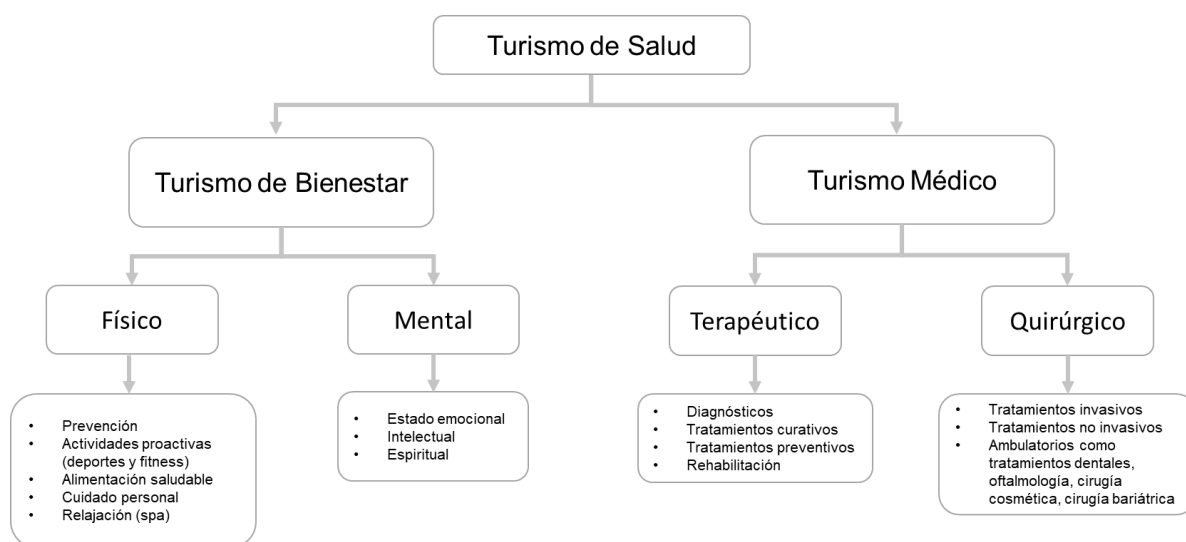 Turismo de Salud
Turismo de Bienestar
Turismo Médico
Físico
Mental
Terapéutico
Quirúrgico
• Prevención
• Actividades proactivas
(deportes y fitness)
• Alimentación saludable
• Cuidado personal
• Relajación (spa)
• Estado emocional
• Intelectual
• Espiritual
• Diagnósticos
• Tratamientos curativos
• Tratamientos preventivos
• Rehabilitación
• Tratamientos invasivos
• Tratamientos no invasivos
• Ambulatorios como
tratamientos dentales,
oftalmología, cirugía
cosmética, cirugía bariátrica